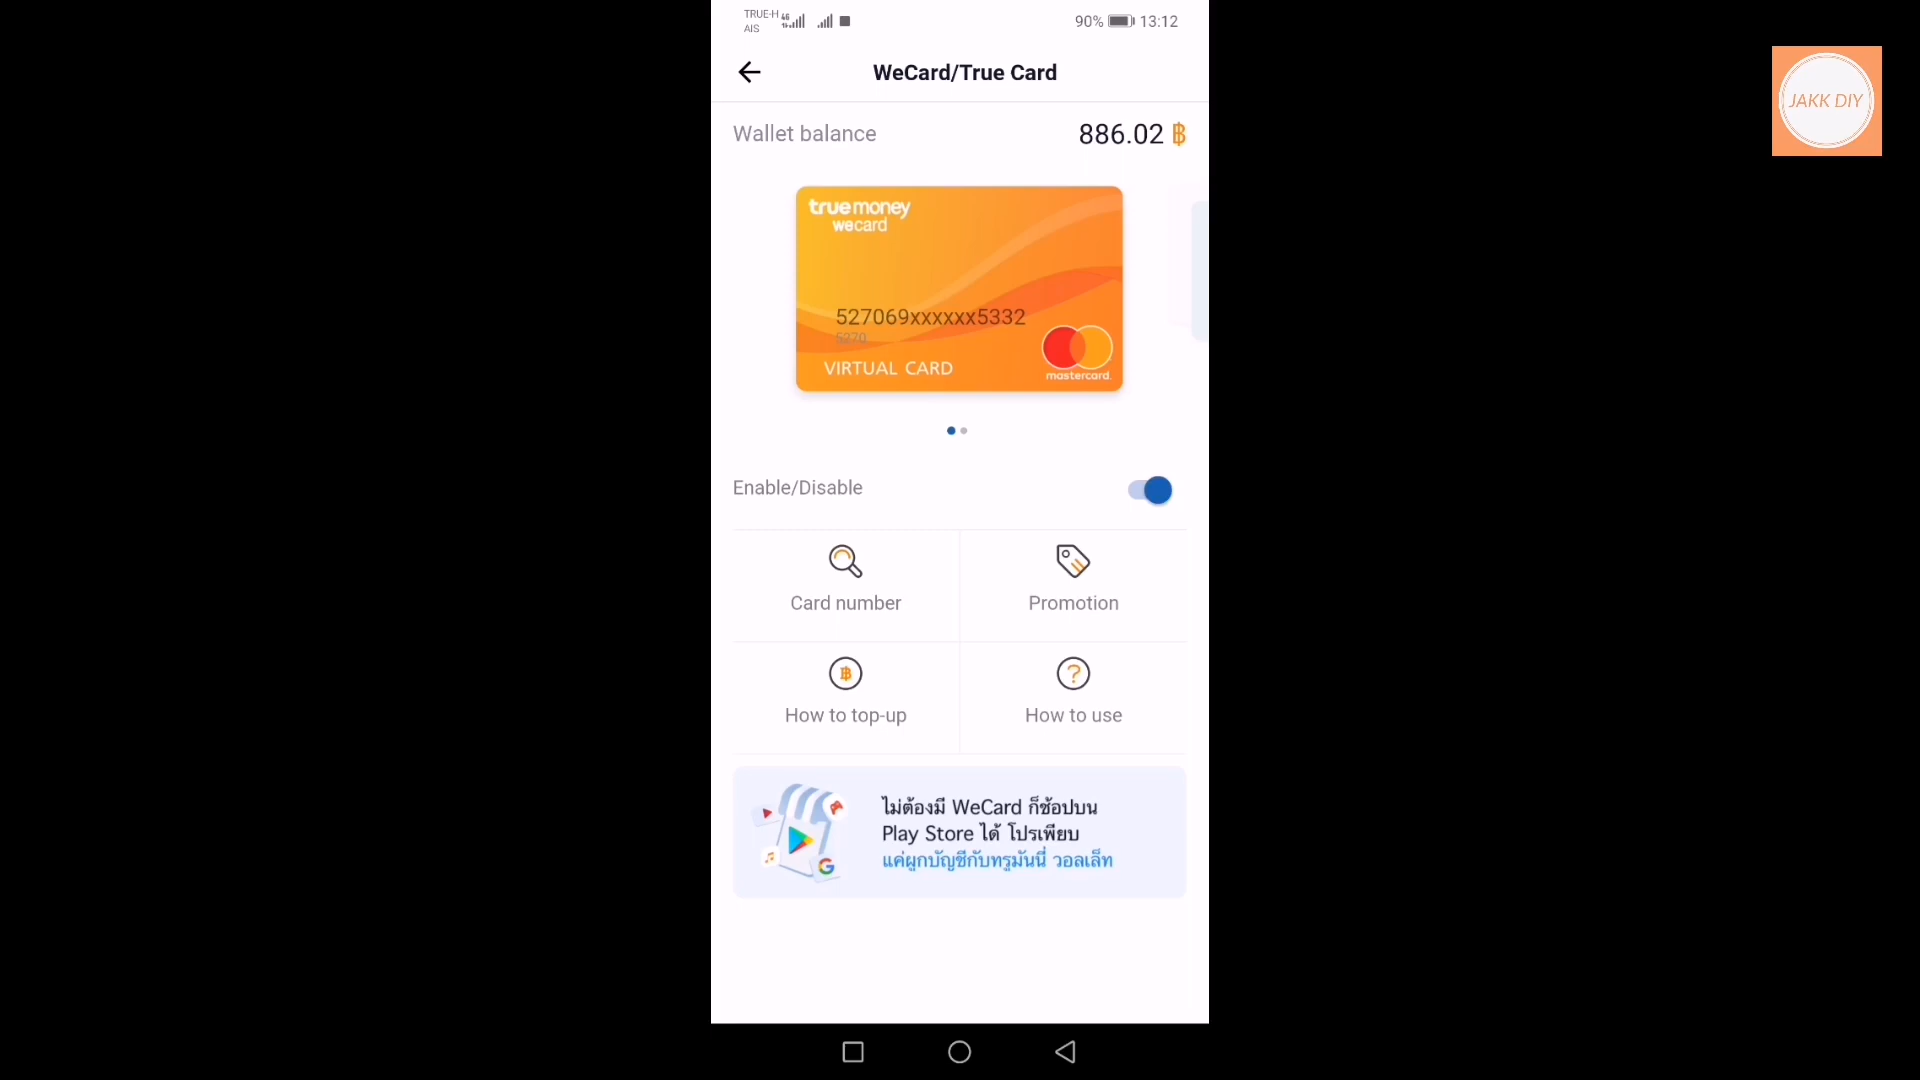 TRUE-H
AIS
4G
90%
13:12
WeCard/True Card
Wallet balance
886.02 ฿
truemoney
wecard
527069xxxxxx5332
5270
VIRTUAL CARD
mastercard.
Enable/Disable
Card number
Promotion
How to top-up
How to use
ไม่ต้องมี WeCard ก็ช้อปบน
Play Store ได้ โปรเพียบ
แค่ผูกบัญชีกับทรูมันนี่ วอลเล็ท
JAKK DIY